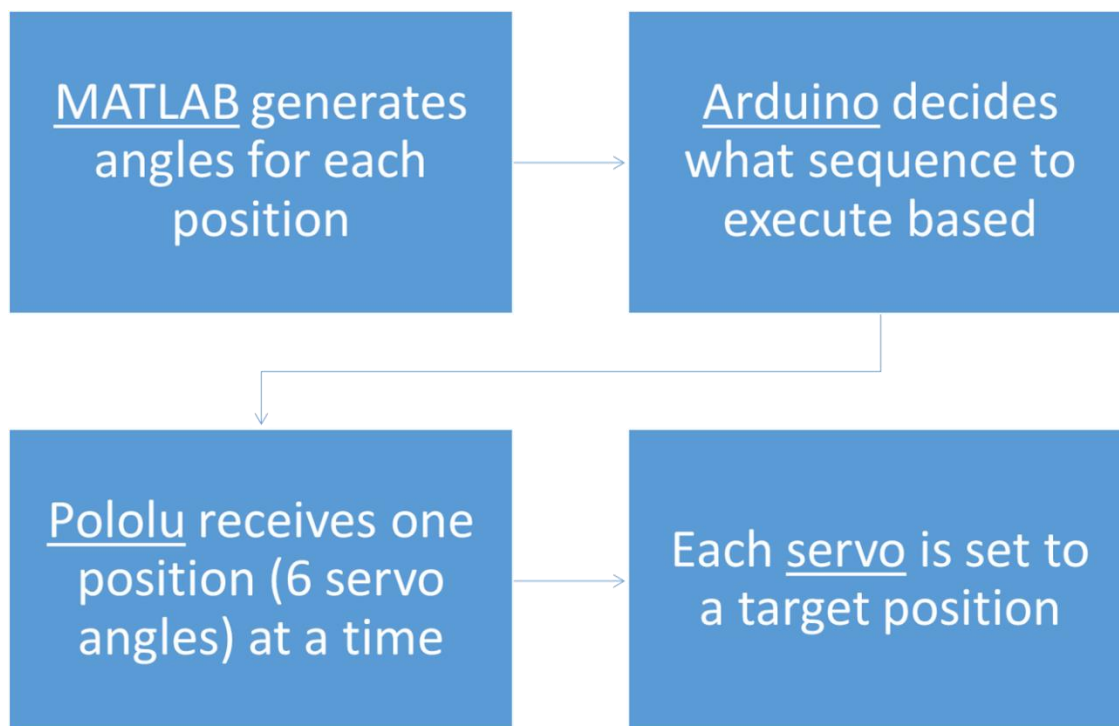 MATLAB generates
angles for each
position
Arduino decides
what sequence to
execute based
Pololu receives one
position (6 servo
angles) at a time
Each servo is set to
a target position